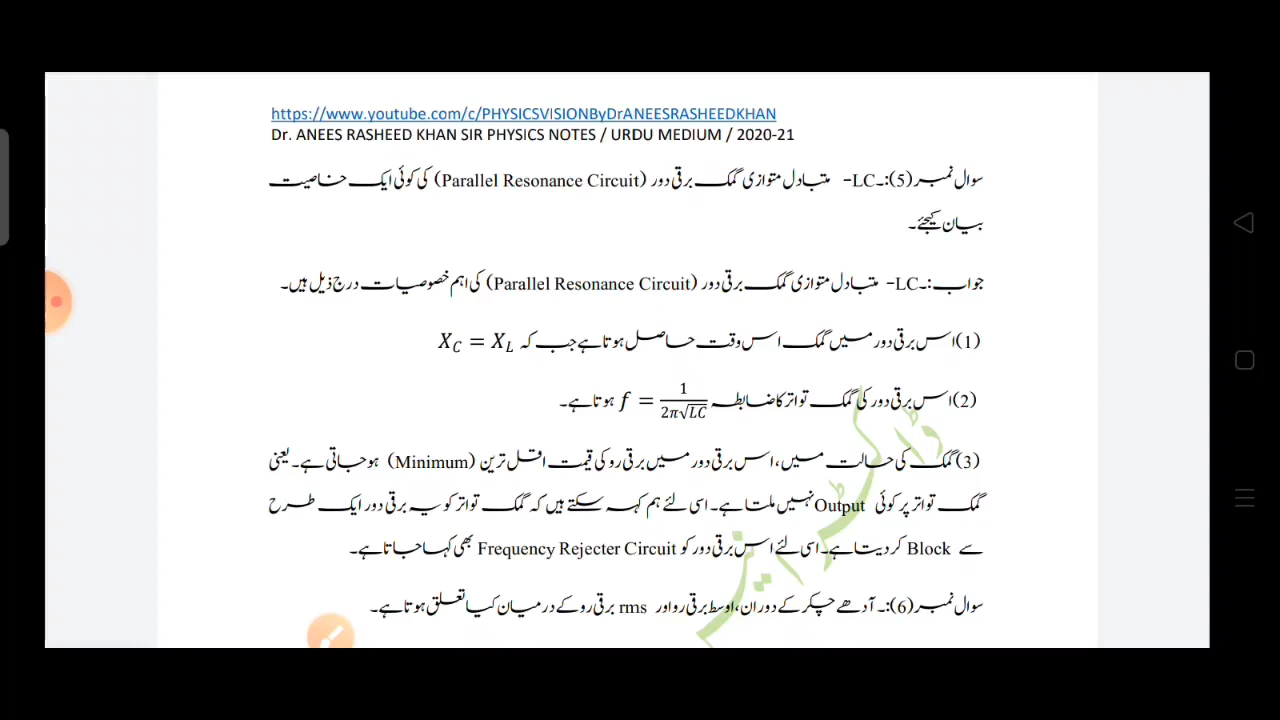 https://www.youtube.com/c/PHYSICSVISIONByDrANEESRASHEEDKHAN
Dr. ANEES RASHEED KHAN SIR PHYSICS NOTES / URDU MEDIUM / 2020-21
سوال نمبر (5):۔ LC- متبادل متوازی گمک برقی دور (Parallel Resonance Circuit) کی کوئی ایک خاصیت
بیان کیجئے۔
جواب:۔ LC- متبادل متوازی گمک برقی دور (Parallel Resonance Circuit) کی اہم خصوصیات درج ذیل ہیں۔
(1) اس برقی دور میں گمک اس وقت حاصل ہوتا ہے جب کہ X_C = X_L
(2) اس برقی دور کی گمک تواتر کا ضابطہ f = 1/(2π√LC) ہوتا ہے۔
(3) گمک کی حالت میں، اس برقی دور میں برقی رو کی قیمت اقل ترین (Minimum) ہوجاتی ہے۔ یعنی
گمک تواتر پر کوئی Output نہیں ملتا ہے۔ اسی لئے ہم کہہ سکتے ہیں کہ گمک تواتر کو یہ برقی دور ایک طرح
سے Block کر دیتا ہے۔ اسی لئے اس برقی دور کو Frequency Rejecter Circuit بھی کہا جاتا ہے۔
سوال نمبر (6):۔ آدھے چکر کے دوران، اوسط برقی رو اور rms برقی رو کے درمیان کیا تعلق ہوتا ہے۔